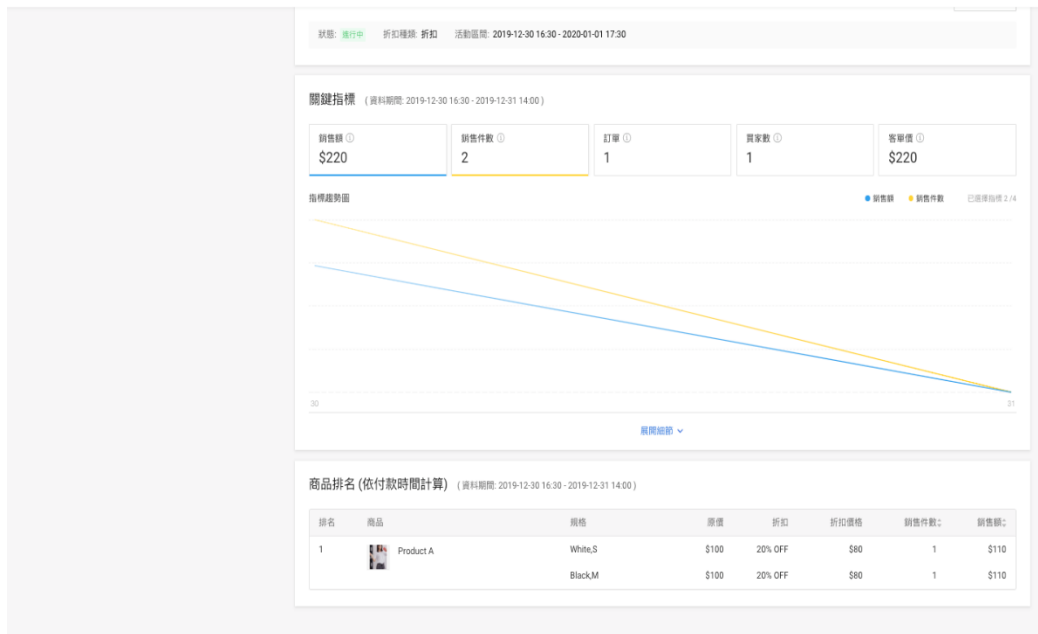 狀態: 進行中 折扣種類: 折扣 活動區間: 2019-12-30 16:30 - 2020-01-01 17:30
關鍵指標 ( 資料期間: 2019-12-30 16:30 - 2019-12-31 14:00 )
銷售額 銷售件數 訂單 買家數 客單價
$220 2 1 1 $220
指標趨勢圖 銷售額 銷售件數 已選擇指標 2 /4
30 31
展開細節
商品排名 (依付款時間計算) ( 資料期間: 2019-12-30 16:30 - 2019-12-31 14:00 )
排名 商品 規格 原價 折扣 折扣價格 銷售件數 銷售額
1 Product A White,S $100 20% OFF $80 1 $110
Black,M $100 20% OFF $80 1 $110